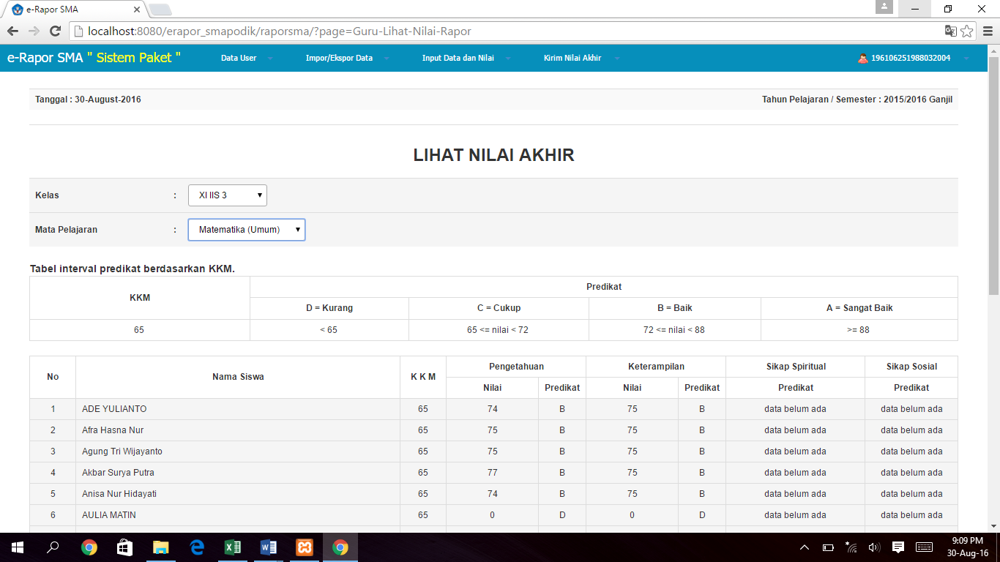 e-Rapor SMA
localhost:8080/erapor_smapodik/raporsma/?page=Guru-Lihat-Nilai-Rapor
e-Rapor SMA " Sistem Paket " Data User Impor/Ekspor Data Input Data dan Nilai Kirim Nilai Akhir 196106251988032004
Tanggal : 30-August-2016 Tahun Pelajaran / Semester : 2015/2016 Ganjil
LIHAT NILAI AKHIR
Kelas : XI IIS 3
Mata Pelajaran : Matematika (Umum)
Tabel interval predikat berdasarkan KKM.
KKM Predikat
D = Kurang C = Cukup B = Baik A = Sangat Baik
65 < 65 65 <= nilai < 72 72 <= nilai < 88 >= 88
No Nama Siswa K K M Pengetahuan Keterampilan Sikap Spiritual Sikap Sosial
Nilai Predikat Nilai Predikat Predikat Predikat
1 ADE YULIANTO 65 74 B 75 B data belum ada data belum ada
2 Afra Hasna Nur 65 75 B 75 B data belum ada data belum ada
3 Agung Tri Wijayanto 65 75 B 75 B data belum ada data belum ada
4 Akbar Surya Putra 65 77 B 75 B data belum ada data belum ada
5 Anisa Nur Hidayati 65 74 B 75 B data belum ada data belum ada
6 AULIA MATIN 65 0 D 0 D data belum ada data belum ada
9:09 PM
30-Aug-16